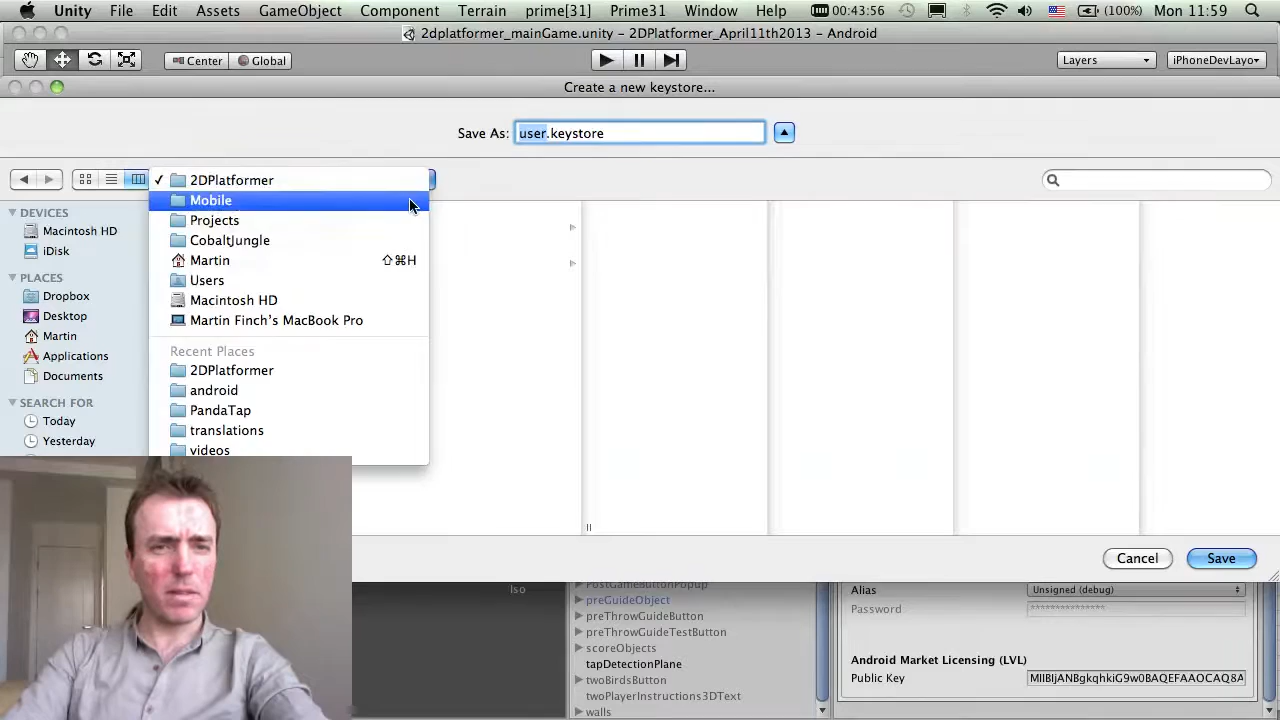 Unity File Edit Assets GameObject Component Terrain prime[31] Prime31 Window Help 00:43:56 (100%) Mon 11:59
2dplatformer_mainGame.unity - 2DPlatformer_April11th2013 - Android
Center Global Layers iPhoneDevLayo
Create a new keystore...
Save As: user.keystore
2DPlatformer
Mobile
Projects
CobaltJungle
Martin ⇧⌘H
Users
Macintosh HD
Martin Finch's MacBook Pro
Recent Places
2DPlatformer
android
PandaTap
translations
videos
DEVICES
Macintosh HD
iDisk
PLACES
Dropbox
Desktop
Martin
Applications
Documents
SEARCH FOR
Today
Yesterday
Cancel Save
Iso
PostGameButtonPopup
preGuideObject
preThrowGuideButton
preThrowGuideTestButton
scoreObjects
tapDetectionPlane
twoBirdsButton
twoPlayerInstructions3DText
walls
Alias Unsigned (debug)
Password ***************
Android Market Licensing (LVL)
Public Key MIIBIjANBgkqhkiG9w0BAQEFAAOCAQ8A